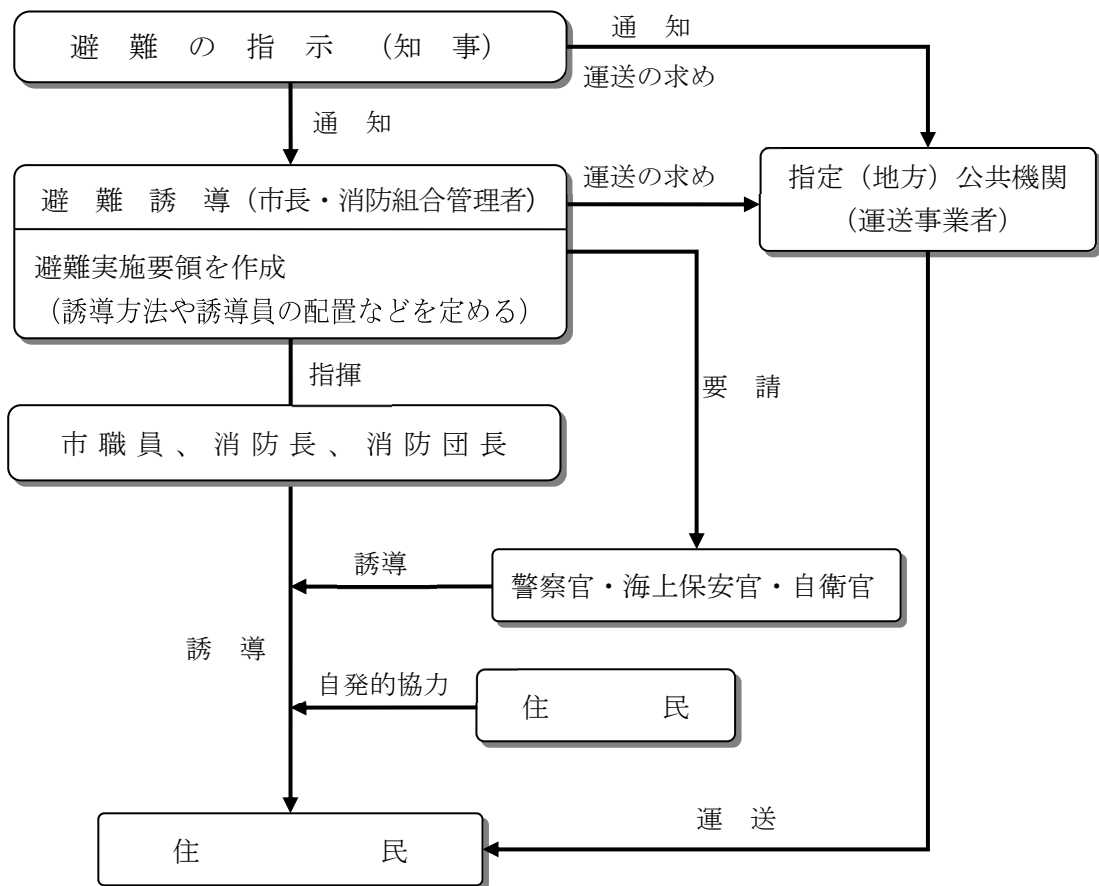 避難の指示（知事）
通知
運送の求め
通知
避難誘導（市長・消防組合管理者）
運送の求め
指定（地方）公共機関
（運送事業者）
避難実施要領を作成
（誘導方法や誘導員の配置などを定める）
指揮
要請
市職員、消防長、消防団長
誘導
警察官・海上保安官・自衛官
誘導
自発的協力
住民
運送
住民